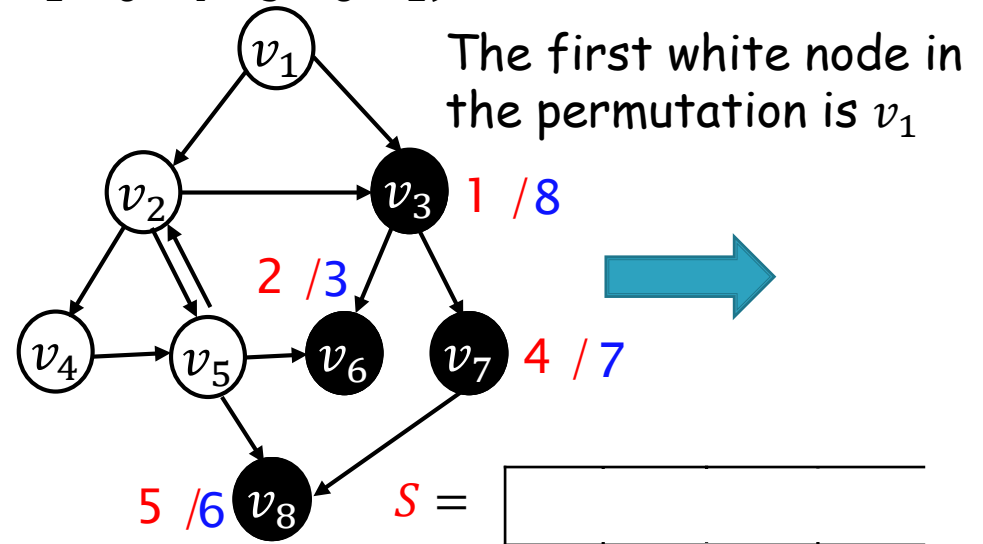 v₁
The first white node in
the permutation is v₁
v₂
v₃
1 /8
2 /3
v₄
v₅
v₆
v₇
4 /7
5 /6
v₈
S =